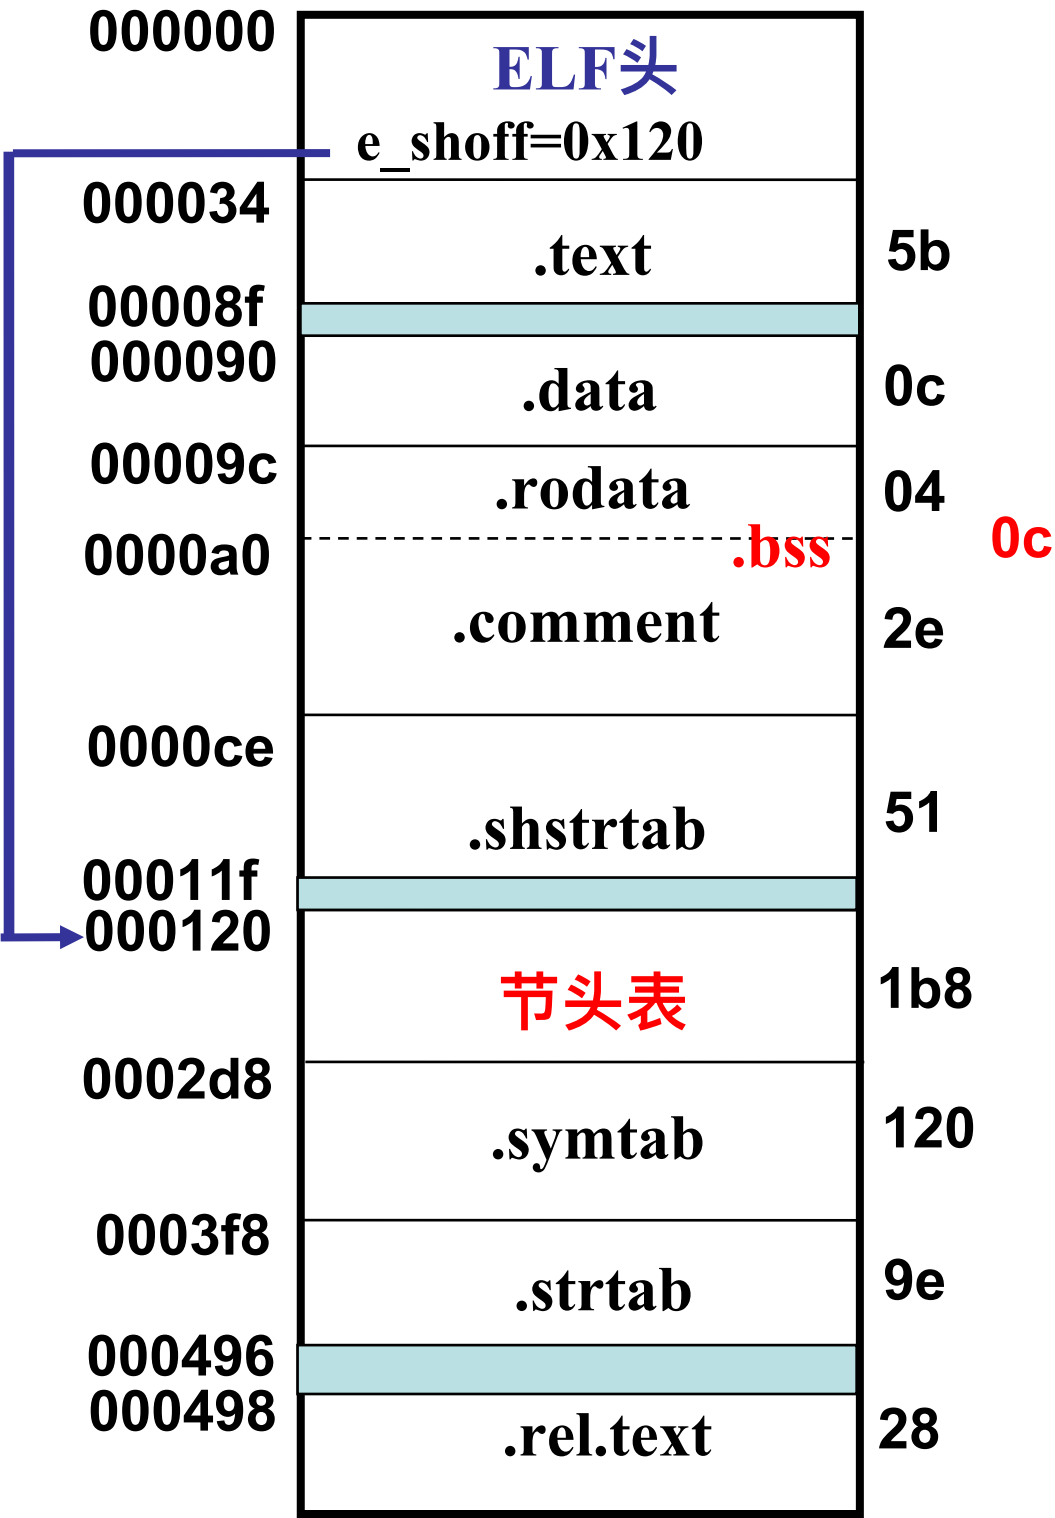 000000
ELF头
e_shoff=0x120
000034
.text
5b
00008f
000090
.data
0c
00009c
.rodata
04
.bss
0c
0000a0
.comment
2e
0000ce
.shstrtab
51
00011f
000120
节头表
1b8
0002d8
.symtab
120
0003f8
.strtab
9e
000496
000498
.rel.text
28